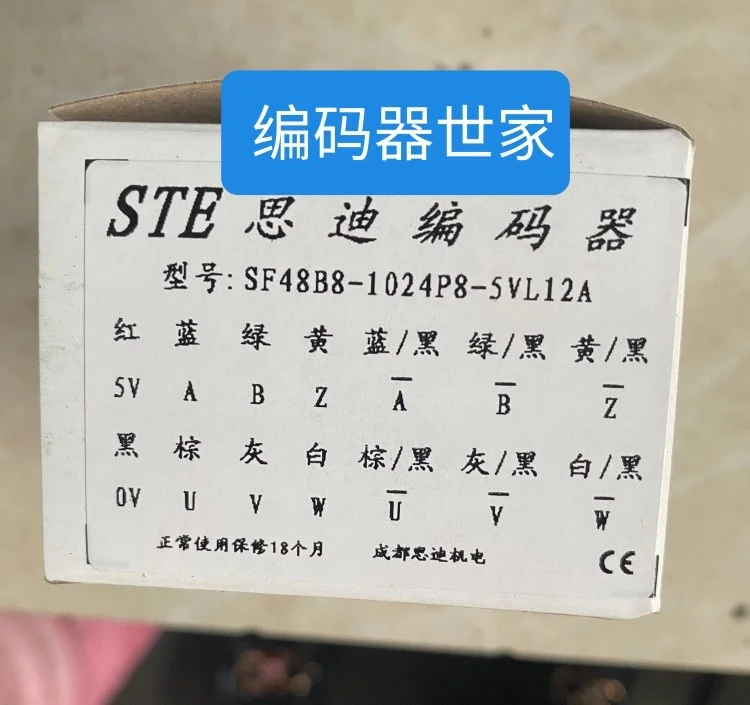 编码器世家
STE 思迪编码器
型号: SF48B8-1024P8-5VL12A
红 蓝 绿 黄 蓝/黑 绿/黑 黄/黑
5V A B Z A̅ B̅ Z̅
黑 棕 灰 白 棕/黑 灰/黑 白/黑
0V U V W U̅ V̅ W̅
正常使用保修18个月 成都思迪机电 CE